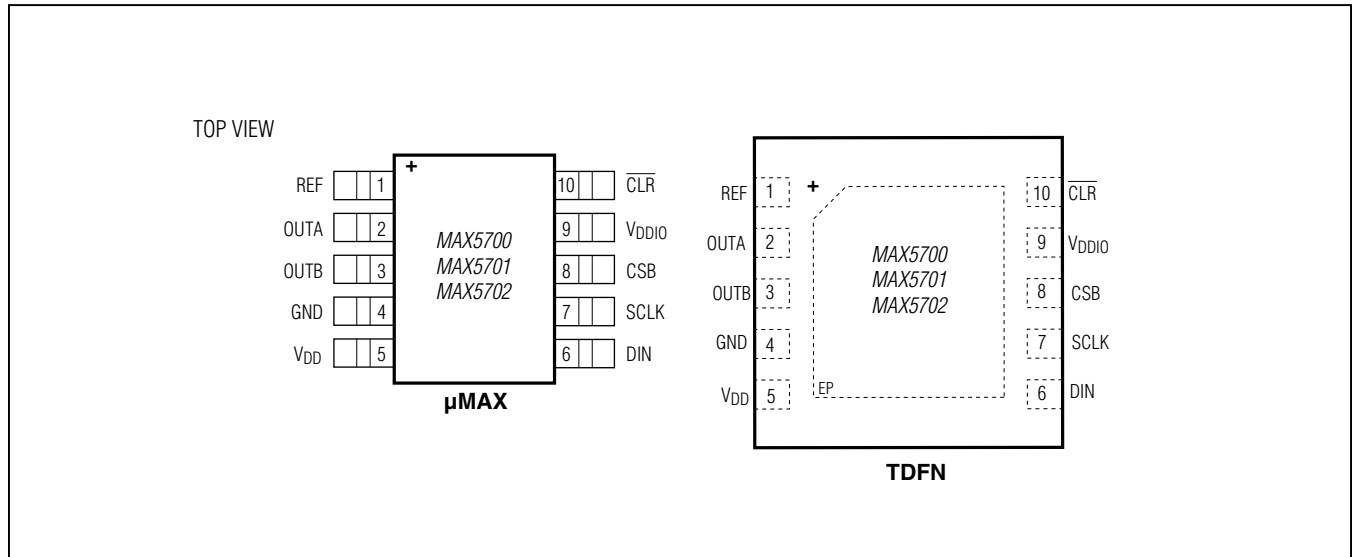 TOP VIEW
+
REF 1
OUTA 2
OUTB 3
GND 4
VDD 5
MAX5700
MAX5701
MAX5702
10 C̅L̅R̅
9 VDDIO
8 CSB
7 SCLK
6 DIN
µMAX
REF 1
OUTA 2
OUTB 3
GND 4
VDD 5
+
MAX5700
MAX5701
MAX5702
EP
10 C̅L̅R̅
9 VDDIO
8 CSB
7 SCLK
6 DIN
TDFN